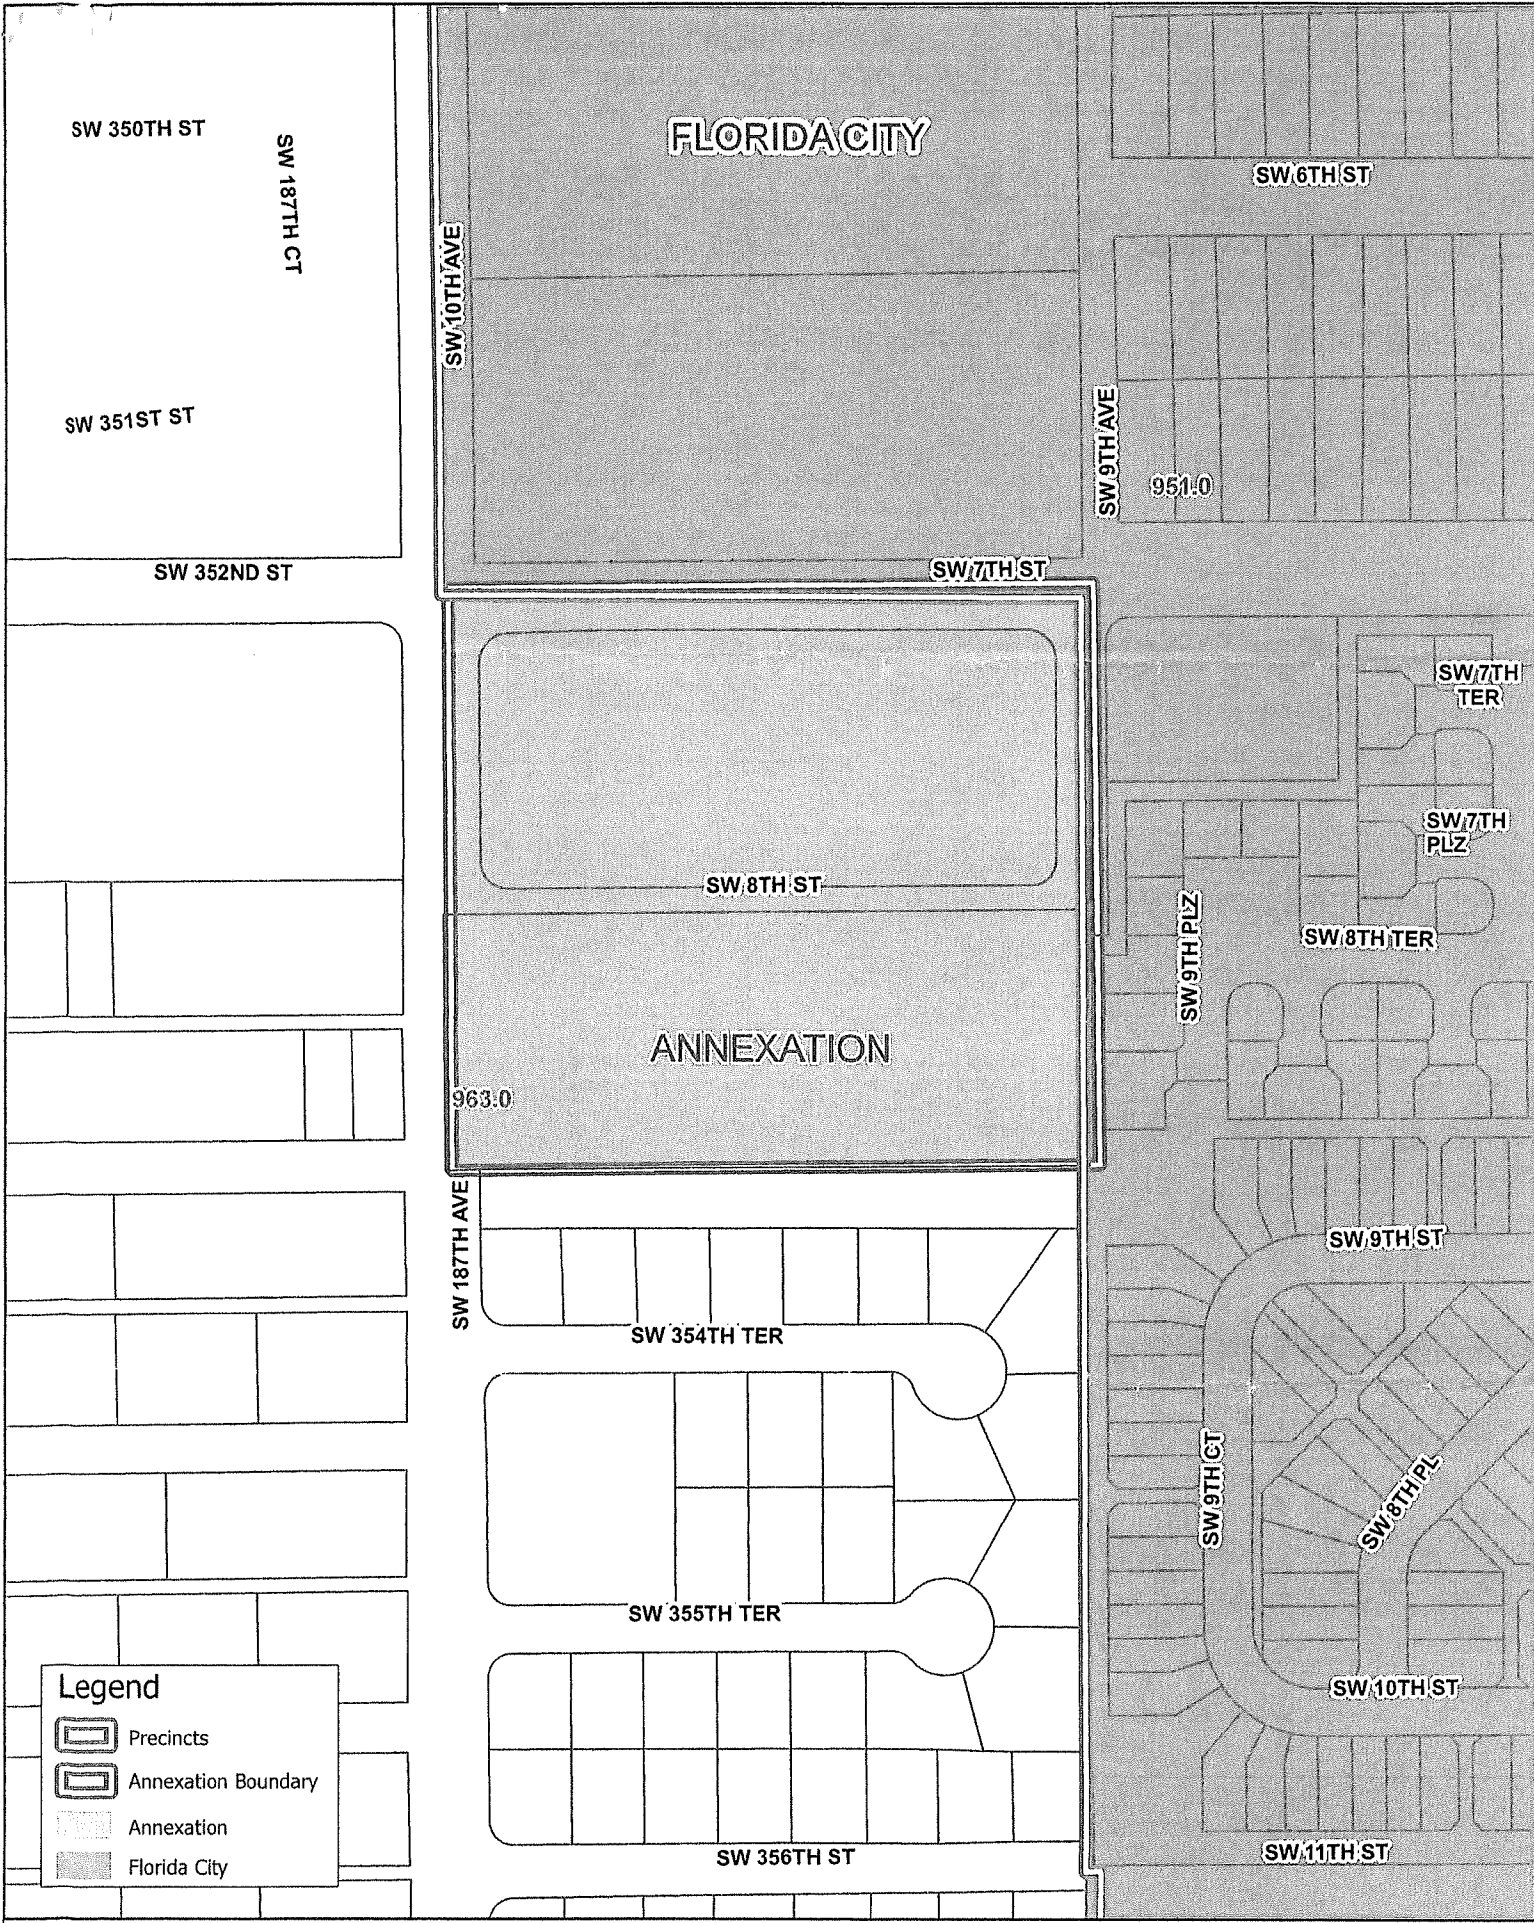 SW 350TH ST
SW 187TH CT
FLORIDA CITY
SW 6TH ST
SW 10TH AVE
SW 351ST ST
SW 9TH AVE
951.0
SW 352ND ST
SW 7TH ST
SW 7TH
TER
SW 7TH
PLZ
SW 8TH ST
SW 9TH PLZ
SW 8TH TER
ANNEXATION
963.0
SW 187TH AVE
SW 9TH ST
SW 354TH TER
SW 9TH CT
SW 8TH PL
SW 355TH TER
SW 10TH ST
SW 356TH ST
SW 11TH ST
Legend
Precincts
Annexation Boundary
Annexation
Florida City